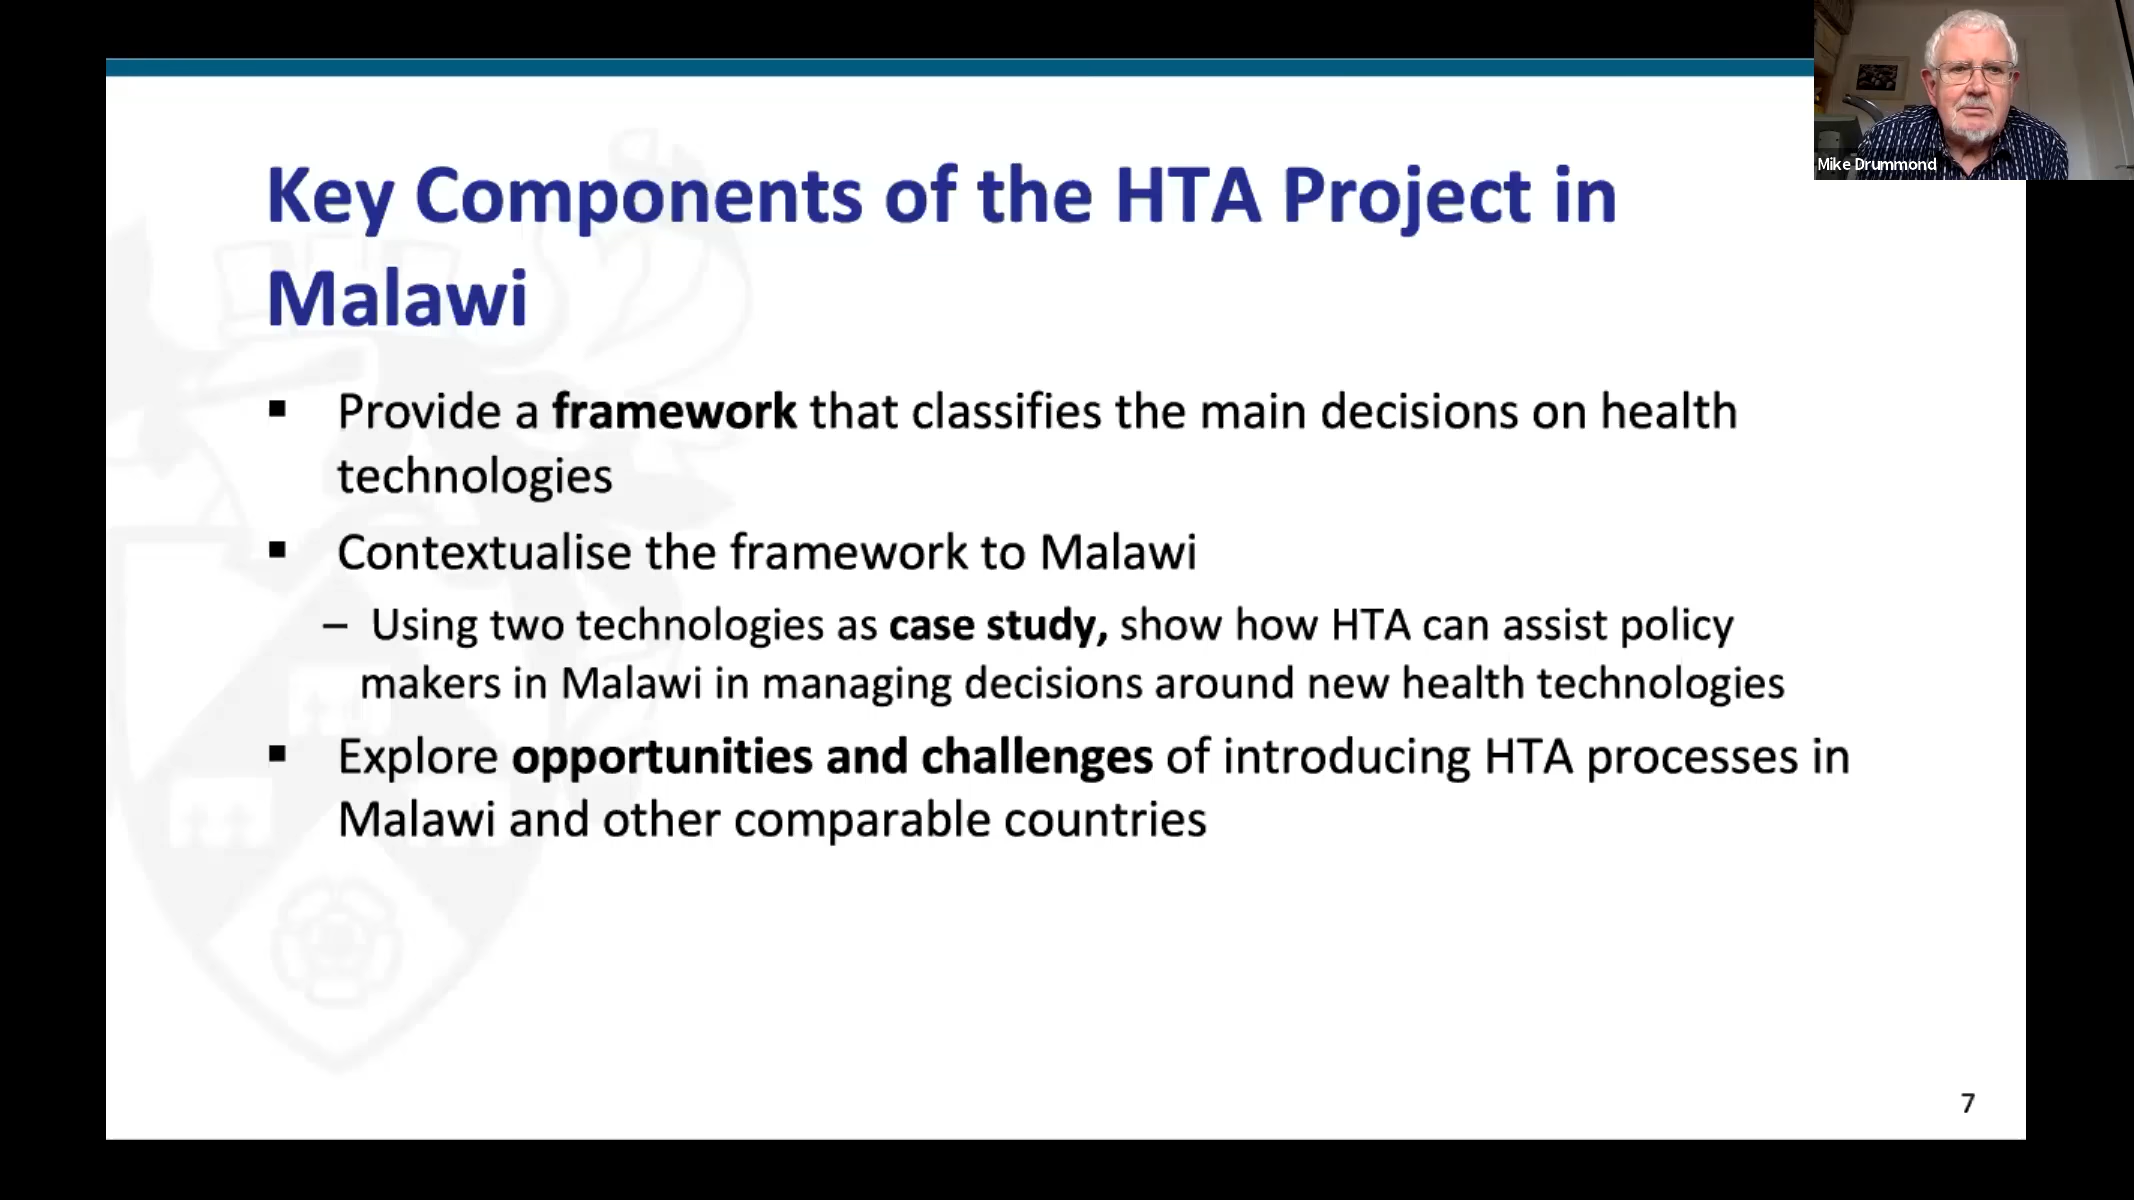 Mike Drummond
Key Components of the HTA Project in
Malawi
▪ Provide a framework that classifies the main decisions on health
technologies
▪ Contextualise the framework to Malawi
– Using two technologies as case study, show how HTA can assist policy
makers in Malawi in managing decisions around new health technologies
▪ Explore opportunities and challenges of introducing HTA processes in
Malawi and other comparable countries
7